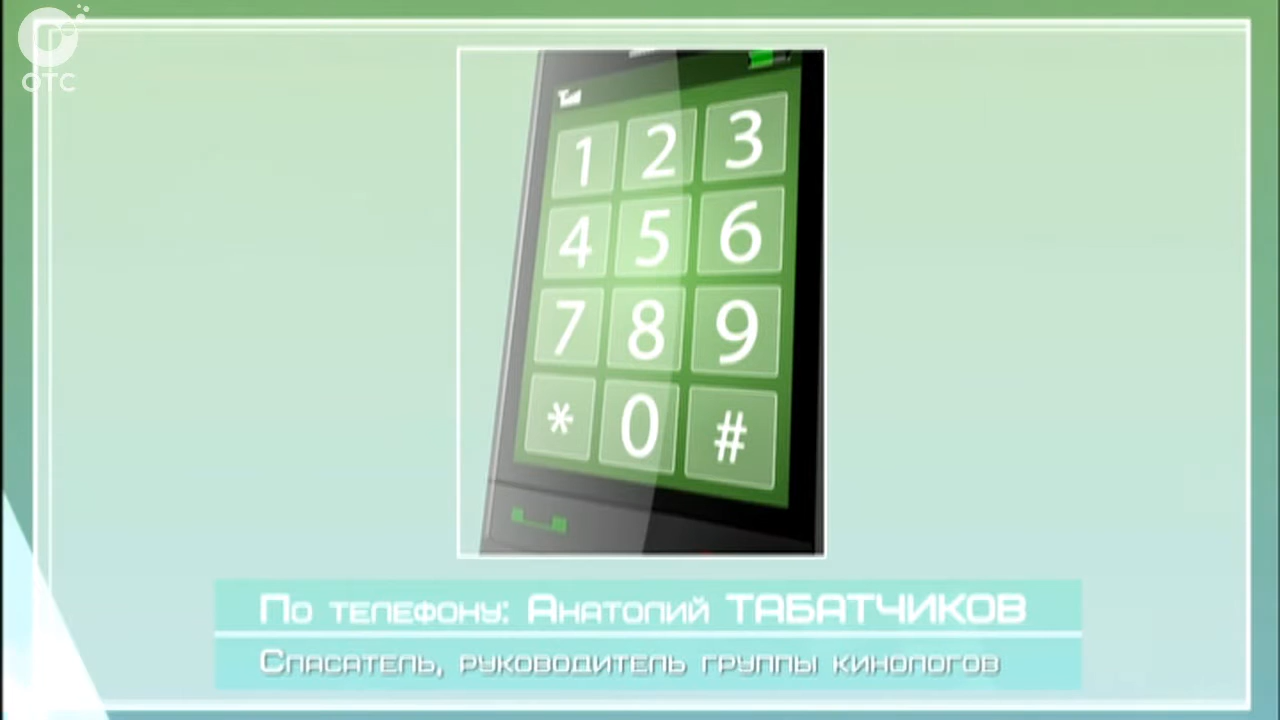 ОТС
1 2 3
4 5 6
7 8 9
* 0 #
По телефону: Анатолий ТАБАТЧИКОВ
Спасатель, руководитель группы кинологов